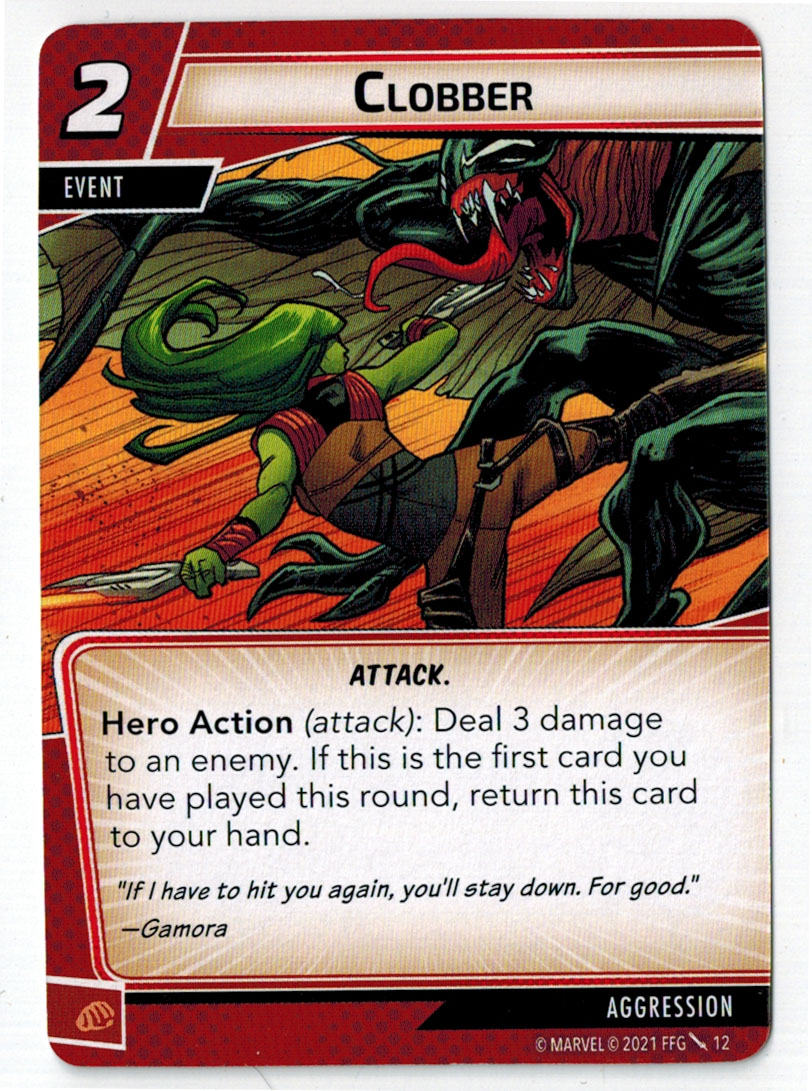 2
CLOBBER
EVENT
ATTACK.
Hero Action (attack): Deal 3 damage
to an enemy. If this is the first card you
have played this round, return this card
to your hand.
"If I have to hit you again, you'll stay down. For good."
—Gamora
AGGRESSION
© MARVEL © 2021 FFG 12